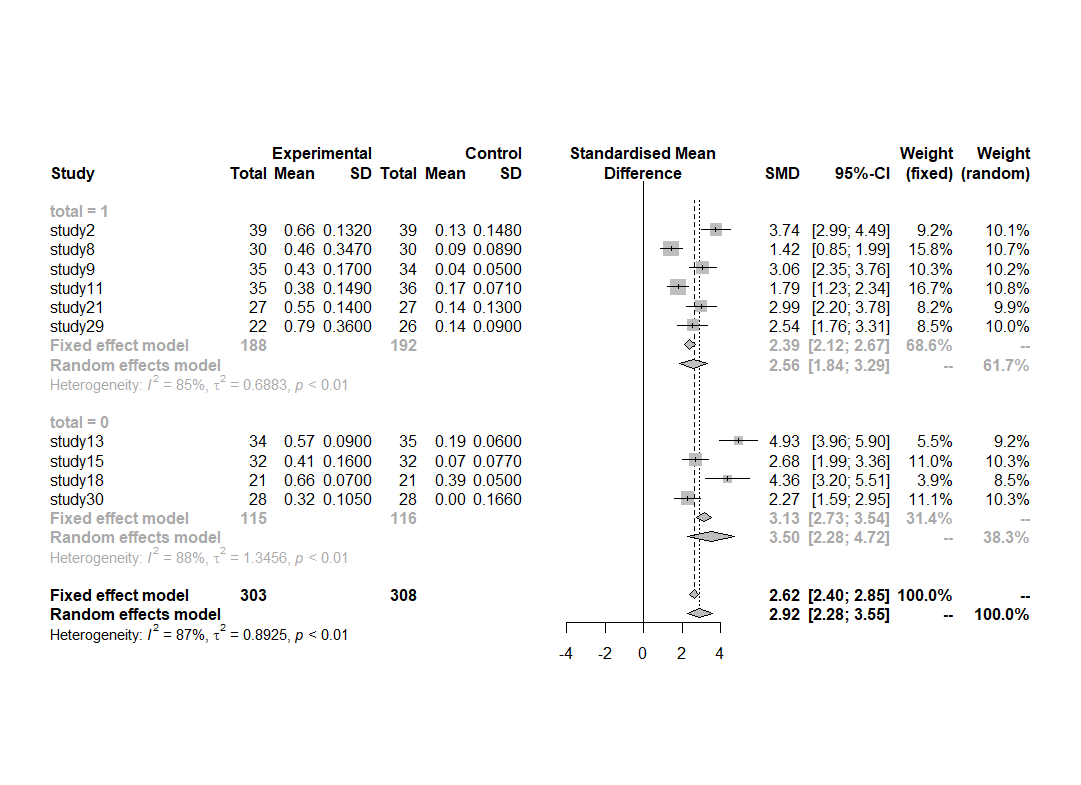 Experimental Control Standardised Mean Weight Weight
Study Total Mean SD Total Mean SD Difference SMD 95%-CI (fixed) (random)
total = 1
study2 39 0.66 0.1320 39 0.13 0.1480 3.74 [2.99; 4.49] 9.2% 10.1%
study8 30 0.46 0.3470 30 0.09 0.0890 1.42 [0.85; 1.99] 15.8% 10.7%
study9 35 0.43 0.1700 34 0.04 0.0500 3.06 [2.35; 3.76] 10.3% 10.2%
study11 35 0.38 0.1490 36 0.17 0.0710 1.79 [1.23; 2.34] 16.7% 10.8%
study21 27 0.55 0.1400 27 0.14 0.1300 2.99 [2.20; 3.78] 8.2% 9.9%
study29 22 0.79 0.3600 26 0.14 0.0900 2.54 [1.76; 3.31] 8.5% 10.0%
Fixed effect model 188 192 2.39 [2.12; 2.67] 68.6% --
Random effects model 2.56 [1.84; 3.29] -- 61.7%
Heterogeneity: I² = 85%, τ² = 0.6883, p < 0.01
total = 0
study13 34 0.57 0.0900 35 0.19 0.0600 4.93 [3.96; 5.90] 5.5% 9.2%
study15 32 0.41 0.1600 32 0.07 0.0770 2.68 [1.99; 3.36] 11.0% 10.3%
study18 21 0.66 0.0700 21 0.39 0.0500 4.36 [3.20; 5.51] 3.9% 8.5%
study30 28 0.32 0.1050 28 0.00 0.1660 2.27 [1.59; 2.95] 11.1% 10.3%
Fixed effect model 115 116 3.13 [2.73; 3.54] 31.4% --
Random effects model 3.50 [2.28; 4.72] -- 38.3%
Heterogeneity: I² = 88%, τ² = 1.3456, p < 0.01
Fixed effect model 303 308 2.62 [2.40; 2.85] 100.0% --
Random effects model 2.92 [2.28; 3.55] -- 100.0%
Heterogeneity: I² = 87%, τ² = 0.8925, p < 0.01
-4 -2 0 2 4